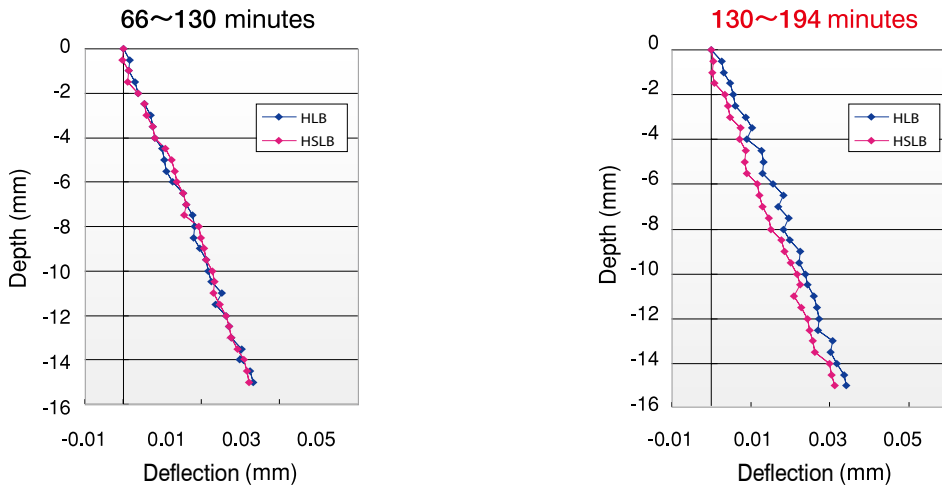 66～130 minutes
0
-2
-4
-6
-8
-10
-12
-14
-16
Depth (mm)
HLB
HSLB
-0.01 0.01 0.03 0.05
Deflection (mm)
130～194 minutes
0
-2
-4
-6
-8
-10
-12
-14
-16
Depth (mm)
HLB
HSLB
-0.01 0.01 0.03 0.05
Deflection (mm)